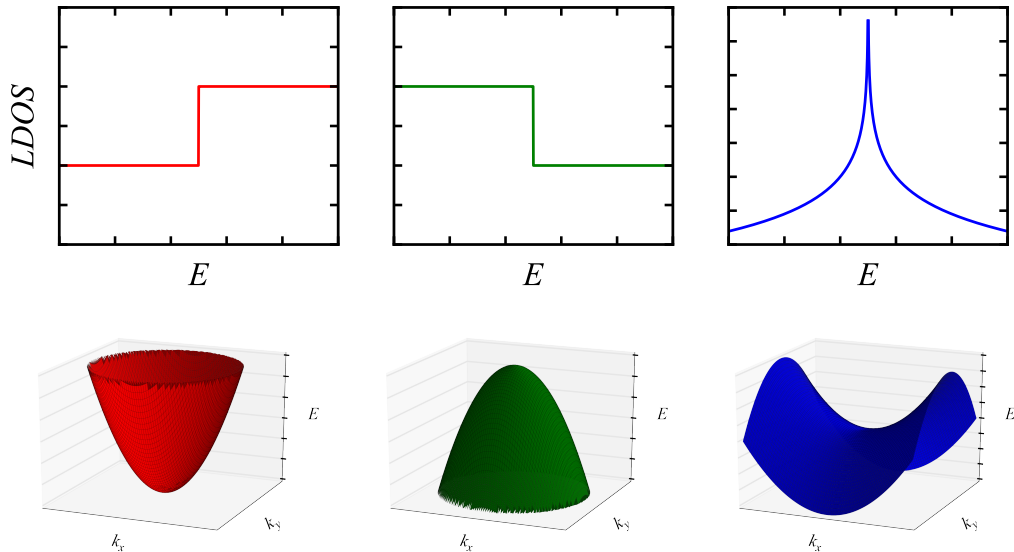 LDOS
E E E
E E E
k_y k_y k_y
k_x k_x k_x